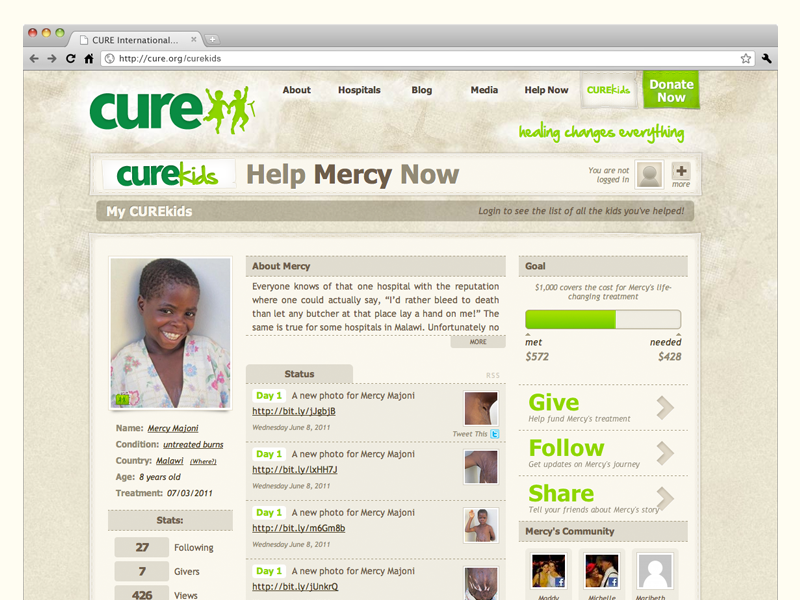 CURE International...
http://cure.org/curekids
cure
About
Hospitals
Blog
Media
Help Now
CUREkids
Donate
Now
healing changes everything
curekids
Help Mercy Now
You are not
logged in
more
My CUREkids
Login to see the list of all the kids you've helped!
About Mercy
Everyone knows of that one hospital with the reputation
where one could actually say, “I'd rather bleed to death
than let any butcher at that place lay a hand on me!” The
same is true for some hospitals in Malawi. Unfortunately no
MORE
Goal
$1,000 covers the cost for Mercy's life-
changing treatment
met
needed
$572
$428
Name: Mercy Majoni
Condition: untreated burns
Country: Malawi (Where?)
Age: 8 years old
Treatment: 07/03/2011
Stats:
27 Following
7 Givers
426 Views
Status
RSS
Day 1 A new photo for Mercy Majoni
http://bit.ly/jJgbjB
Wednesday June 8, 2011
Tweet This
Day 1 A new photo for Mercy Majoni
http://bit.ly/lxHH7J
Wednesday June 8, 2011
Day 1 A new photo for Mercy Majoni
http://bit.ly/m6Gm8b
Wednesday June 8, 2011
Day 1 A new photo for Mercy Majoni
http://bit.ly/jUnkrQ
Give
Help fund Mercy's treatment
Follow
Get updates on Mercy's journey
Share
Tell your friends about Mercy's story
Mercy's Community
Maddy
Michelle
Maribeth